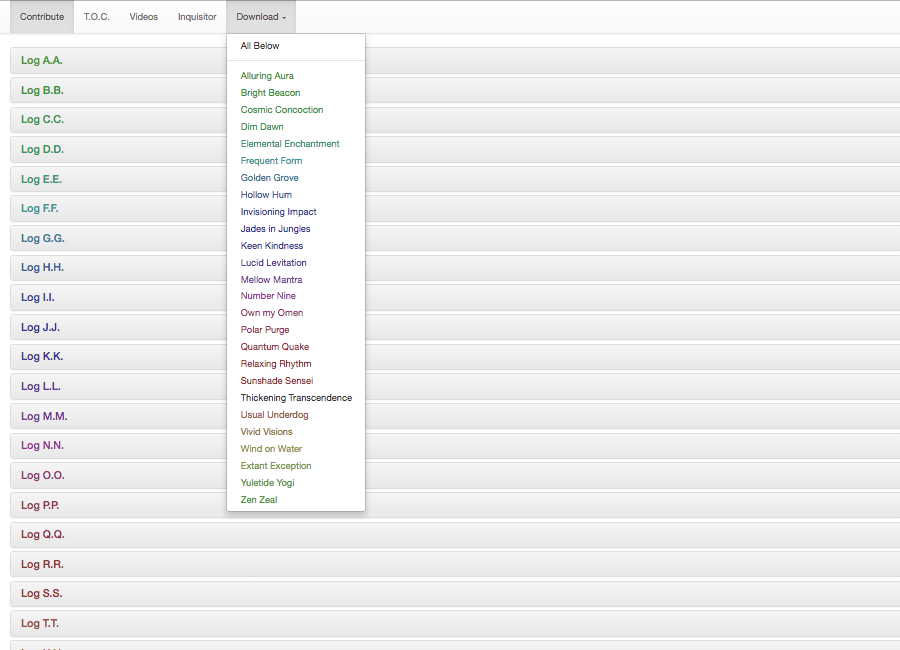 Contribute T.O.C. Videos Inquisitor Download
All Below
Alluring Aura
Bright Beacon
Cosmic Concoction
Dim Dawn
Elemental Enchantment
Frequent Form
Golden Grove
Hollow Hum
Invisioning Impact
Jades in Jungles
Keen Kindness
Lucid Levitation
Mellow Mantra
Number Nine
Own my Omen
Polar Purge
Quantum Quake
Relaxing Rhythm
Sunshade Sensei
Thickening Transcendence
Usual Underdog
Vivid Visions
Wind on Water
Extant Exception
Yuletide Yogi
Zen Zeal
Log A.A.
Log B.B.
Log C.C.
Log D.D.
Log E.E.
Log F.F.
Log G.G.
Log H.H.
Log I.I.
Log J.J.
Log K.K.
Log L.L.
Log M.M.
Log N.N.
Log O.O.
Log P.P.
Log Q.Q.
Log R.R.
Log S.S.
Log T.T.